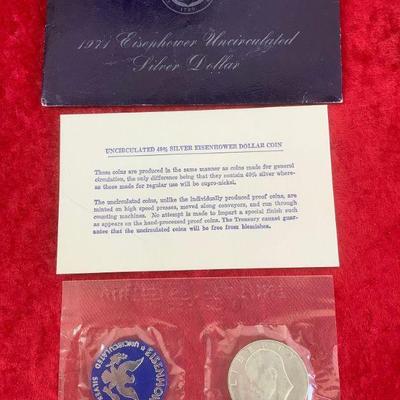 1789
1971 Eisenhower Uncirculated
Silver Dollar
UNCIRCULATED 40% SILVER EISENHOWER DOLLAR COIN
These coins are produced in the same manner as coins made for general
circulation, the only difference being that they contain 40% silver where-
as those made for regular use will be cupro-nickel.
The uncirculated coins, unlike the individually produced proof coins, are
minted on high speed presses, moved along conveyors, and run through
counting machines. No attempt is made to impart a special finish such
as appears on the hand-processed proof coins. The Treasury cannot guar-
antee that the uncirculated coins will be free from blemishes.
UNCIRCULATED
SILVER
EISENHOWER
LIBERTY